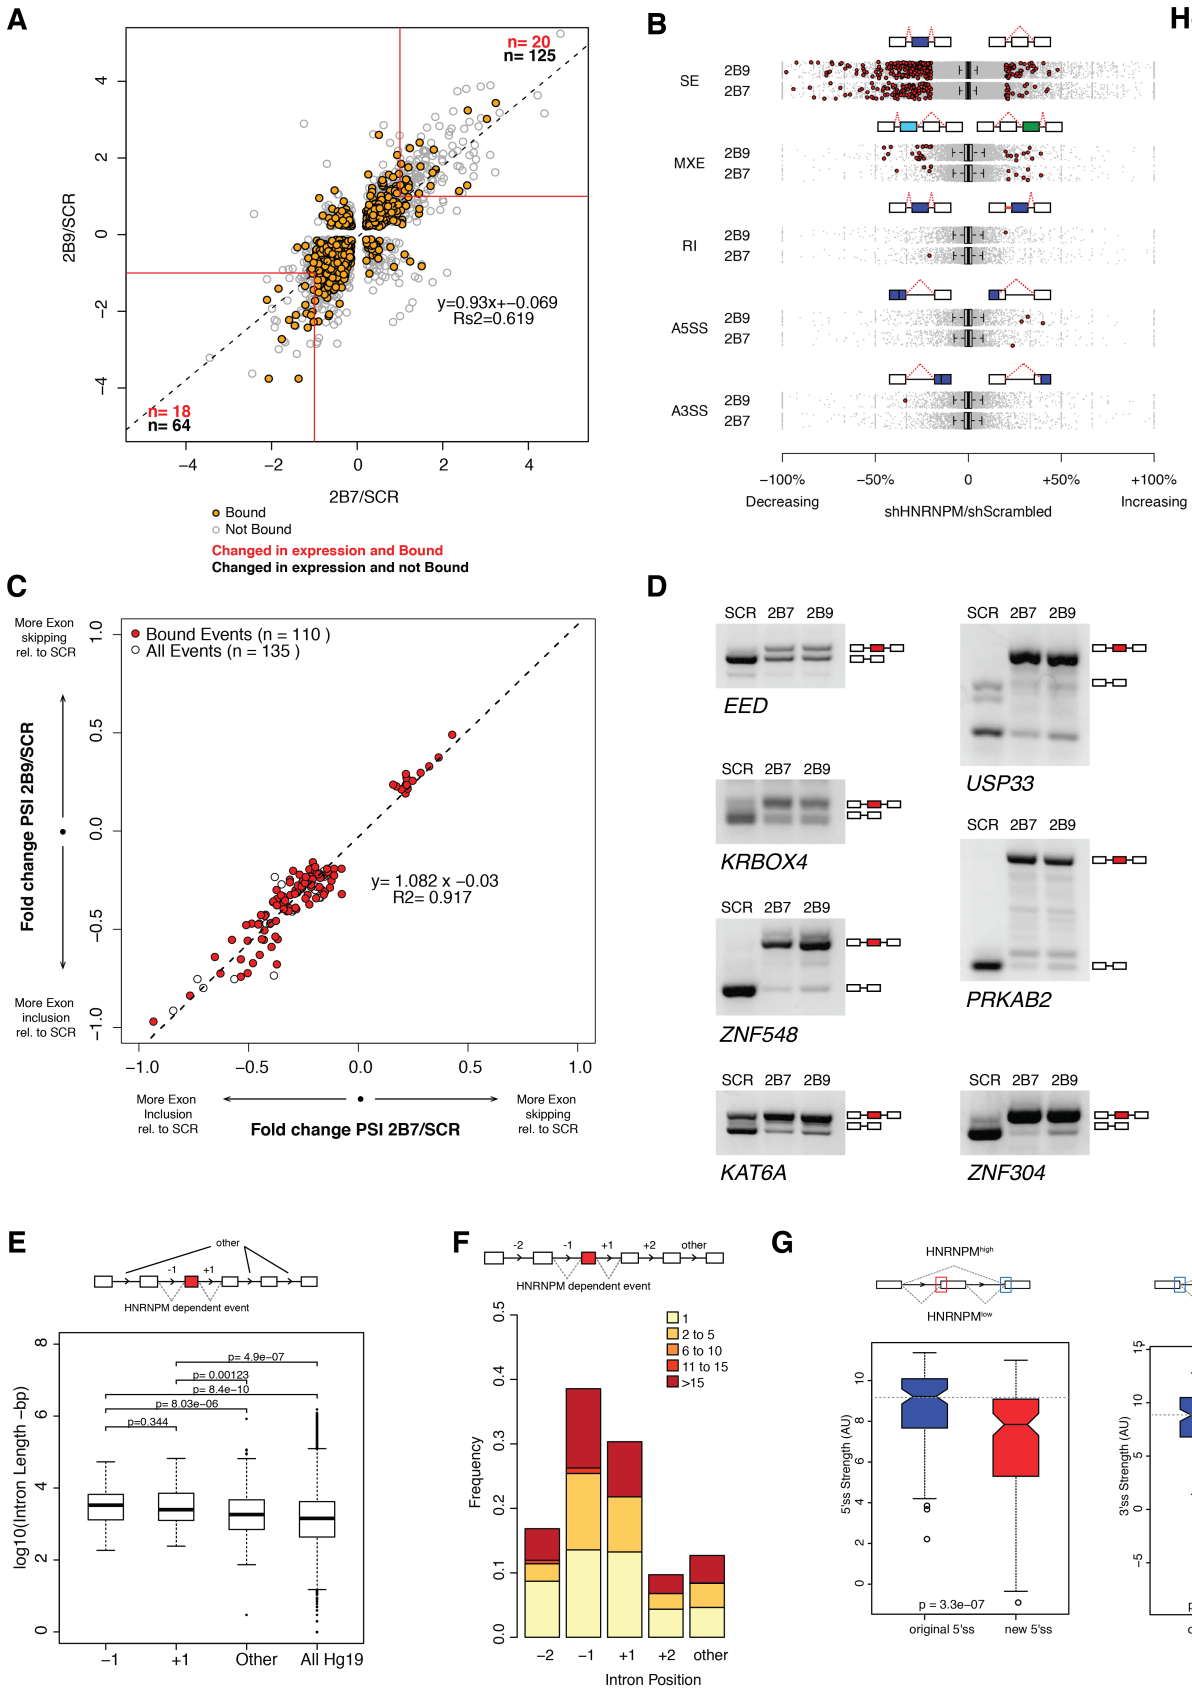 A
n= 20
n= 125
4
2
0
−2
−4
2B9/SCR
y=0.93x+−0.069
Rs2=0.619
n= 18
n= 64
−4
−2
0
2
4
2B7/SCR
Bound
Not Bound
Changed in expression and Bound
Changed in expression and not Bound
B
SE
2B9
2B7
MXE
2B9
2B7
RI
2B9
2B7
A5SS
2B9
2B7
A3SS
2B9
2B7
−100%
−50%
0
+50%
+100%
Decreasing
shHNRNPM/shScrambled
Increasing
C
More Exon
skipping
rel. to SCR
Fold change PSI 2B9/SCR
More Exon
inclusion
rel. to SCR
1.0
0.5
0.0
−0.5
−1.0
Bound Events (n = 110 )
All Events (n = 135 )
y= 1.082 x −0.03
R2= 0.917
−1.0
−0.5
0.0
0.5
1.0
More Exon
Inclusion
rel. to SCR
More Exon
skipping
rel. to SCR
Fold change PSI 2B7/SCR
D
SCR 2B7 2B9
EED
SCR 2B7 2B9
USP33
SCR 2B7 2B9
KRBOX4
SCR 2B7 2B9
PRKAB2
SCR 2B7 2B9
ZNF548
SCR 2B7 2B9
KAT6A
SCR 2B7 2B9
ZNF304
E
other
-1
+1
HNRNPM dependent event
log10(Intron Length −bp)
8
6
4
2
0
p= 4.9e−07
p= 0.00123
p= 8.4e−10
p= 8.03e−06
p=0.344
−1
+1
Other
All Hg19
F
-2
-1
+1
+2
other
HNRNPM dependent event
Frequency
0.5
0.4
0.3
0.2
0.1
0.0
1
2 to 5
6 to 10
11 to 15
>15
−2
−1
+1
+2
other
Intron Position
G
HNRNPMhigh
HNRNPMlow
5'ss Strength (AU)
10
8
6
4
2
0
p = 3.3e−07
original 5'ss
new 5'ss
3'ss Strength (AU)
15
10
5
0
−5